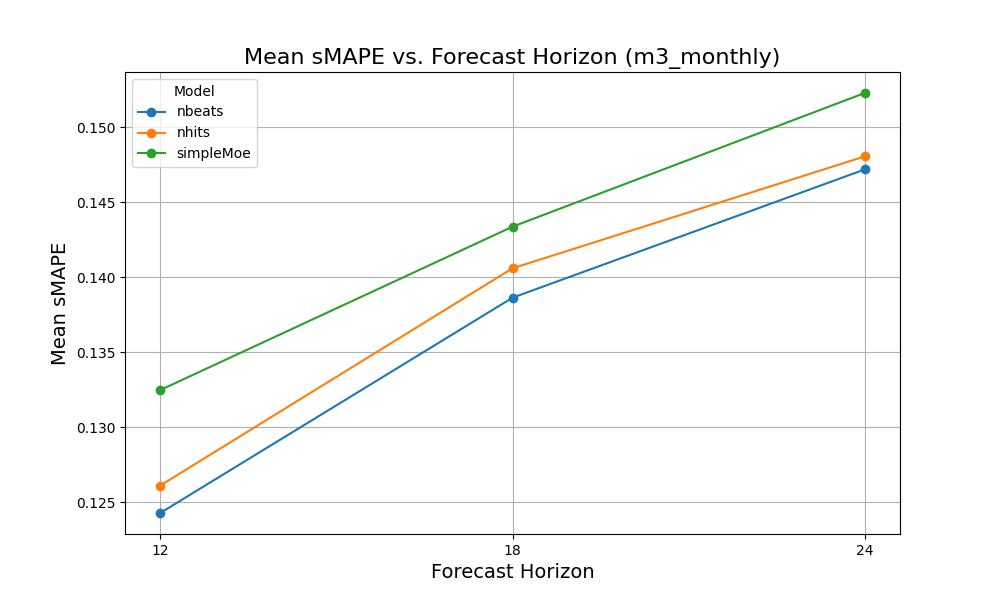 Mean sMAPE vs. Forecast Horizon (m3_monthly)
Model
nbeats
nhits
simpleMoe
0.150
0.145
0.140
0.135
0.130
0.125
Mean sMAPE
12
18
24
Forecast Horizon